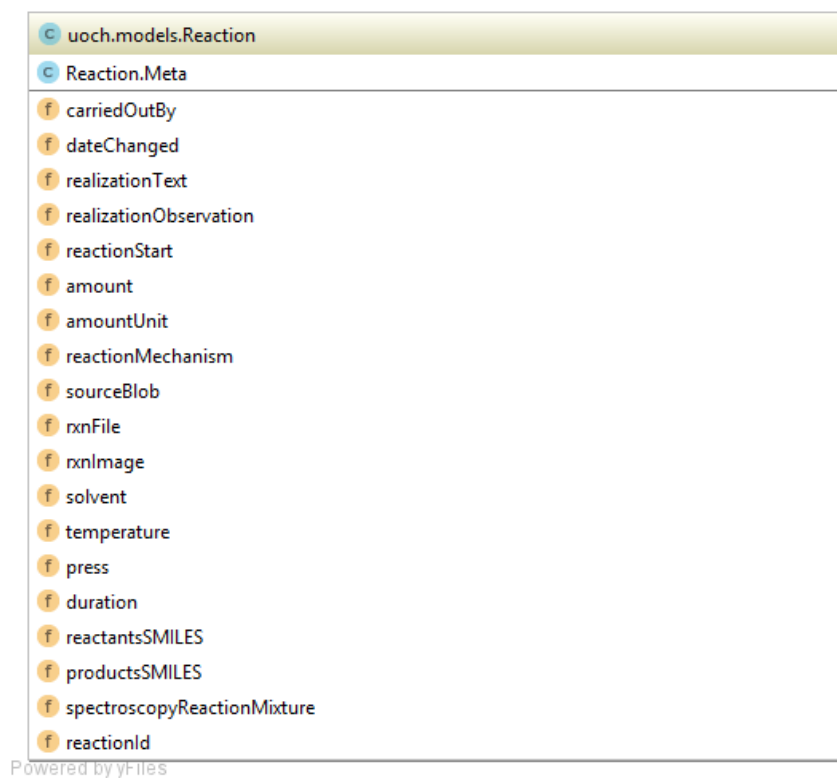 C uoch.models.Reaction
C Reaction.Meta
f carriedOutBy
f dateChanged
f realizationText
f realizationObservation
f reactionStart
f amount
f amountUnit
f reactionMechanism
f sourceBlob
f rxnFile
f rxnImage
f solvent
f temperature
f press
f duration
f reactantsSMILES
f productsSMILES
f spectroscopyReactionMixture
f reactionId
Powered by yFiles